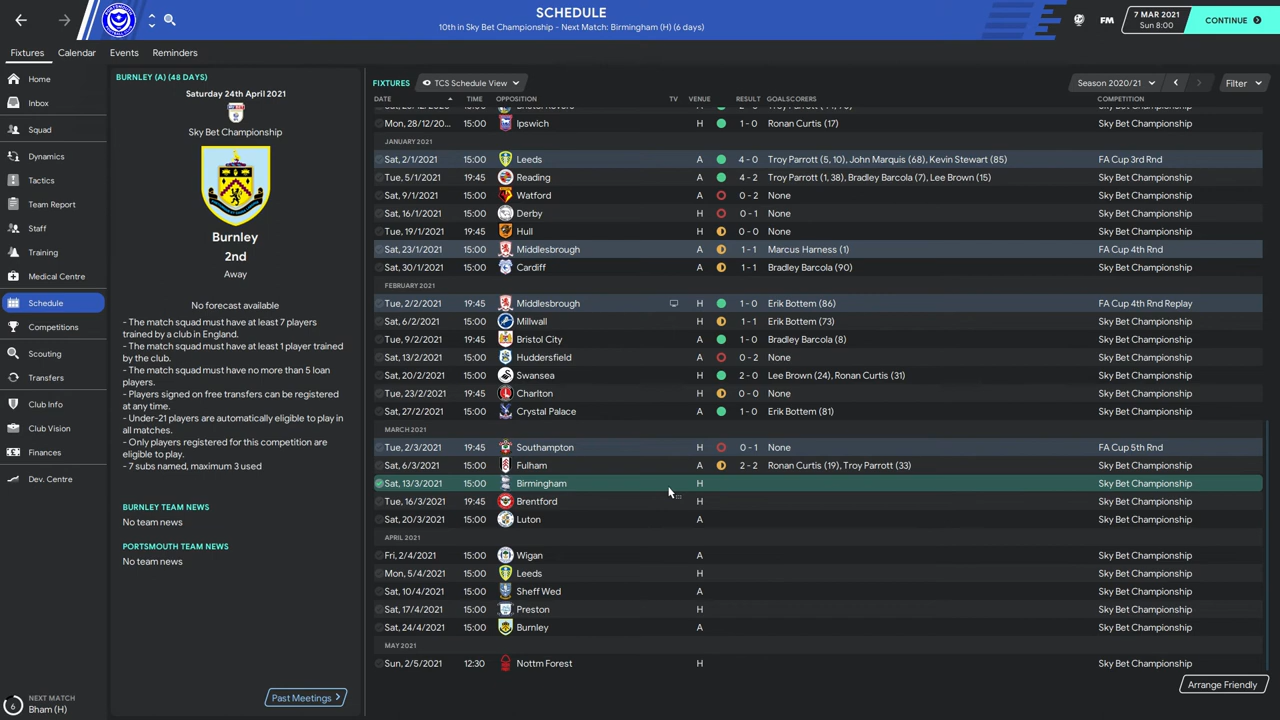 SCHEDULE
10th in Sky Bet Championship - Next Match: Birmingham (H) (6 days)
FM
7 MAR 2021
Sun 8:00
CONTINUE
Fixtures Calendar Events Reminders
Home
Inbox
Squad
Dynamics
Tactics
Team Report
Staff
Training
Medical Centre
Schedule
Competitions
Scouting
Transfers
Club Info
Club Vision
Finances
Dev. Centre
NEXT MATCH
6 Bham (H)
BURNLEY (A) (48 DAYS)
Saturday 24th April 2021
Sky Bet Championship
Burnley
2nd
Away
No forecast available
- The match squad must have at least 7 players
trained by a club in England.
- The match squad must have at least 1 player trained
by the club.
- The match squad must have no more than 5 loan
players.
- Players signed on free transfers can be registered
at any time.
- Under-21 players are automatically eligible to play in
all matches.
- Only players registered for this competition are
eligible to play.
- 7 subs named, maximum 3 used
BURNLEY TEAM NEWS
No team news
PORTSMOUTH TEAM NEWS
No team news
Past Meetings
FIXTURES TCS Schedule View Season 2020/21 Filter
DATE TIME OPPOSITION TV VENUE RESULT GOALSCORERS COMPETITION
Mon, 28/12/20... 15:00 Ipswich H 1 - 0 Ronan Curtis (17) Sky Bet Championship
JANUARY 2021
Sat, 2/1/2021 15:00 Leeds A 4 - 0 Troy Parrott (5, 10), John Marquis (68), Kevin Stewart (85) FA Cup 3rd Rnd
Tue, 5/1/2021 19:45 Reading A 4 - 2 Troy Parrott (1, 38), Bradley Barcola (7), Lee Brown (15) Sky Bet Championship
Sat, 9/1/2021 15:00 Watford A 0 - 2 None Sky Bet Championship
Sat, 16/1/2021 15:00 Derby H 0 - 1 None Sky Bet Championship
Tue, 19/1/2021 19:45 Hull H 0 - 0 None Sky Bet Championship
Sat, 23/1/2021 15:00 Middlesbrough A 1 - 1 Marcus Harness (1) FA Cup 4th Rnd
Sat, 30/1/2021 15:00 Cardiff A 1 - 1 Bradley Barcola (90) Sky Bet Championship
FEBRUARY 2021
Tue, 2/2/2021 19:45 Middlesbrough H 1 - 0 Erik Bottem (86) FA Cup 4th Rnd Replay
Sat, 6/2/2021 15:00 Millwall H 1 - 1 Erik Bottem (73) Sky Bet Championship
Tue, 9/2/2021 19:45 Bristol City A 1 - 0 Bradley Barcola (8) Sky Bet Championship
Sat, 13/2/2021 15:00 Huddersfield A 0 - 2 None Sky Bet Championship
Sat, 20/2/2021 15:00 Swansea H 2 - 0 Lee Brown (24), Ronan Curtis (31) Sky Bet Championship
Tue, 23/2/2021 19:45 Charlton H 0 - 0 None Sky Bet Championship
Sat, 27/2/2021 15:00 Crystal Palace A 1 - 0 Erik Bottem (81) Sky Bet Championship
MARCH 2021
Tue, 2/3/2021 19:45 Southampton H 0 - 1 None FA Cup 5th Rnd
Sat, 6/3/2021 15:00 Fulham A 2 - 2 Ronan Curtis (19), Troy Parrott (33) Sky Bet Championship
Sat, 13/3/2021 15:00 Birmingham H Sky Bet Championship
Tue, 16/3/2021 19:45 Brentford H Sky Bet Championship
Sat, 20/3/2021 15:00 Luton A Sky Bet Championship
APRIL 2021
Fri, 2/4/2021 15:00 Wigan A Sky Bet Championship
Mon, 5/4/2021 15:00 Leeds H Sky Bet Championship
Sat, 10/4/2021 15:00 Sheff Wed A Sky Bet Championship
Sat, 17/4/2021 15:00 Preston H Sky Bet Championship
Sat, 24/4/2021 15:00 Burnley A Sky Bet Championship
MAY 2021
Sun, 2/5/2021 12:30 Nottm Forest H Sky Bet Championship
Arrange Friendly